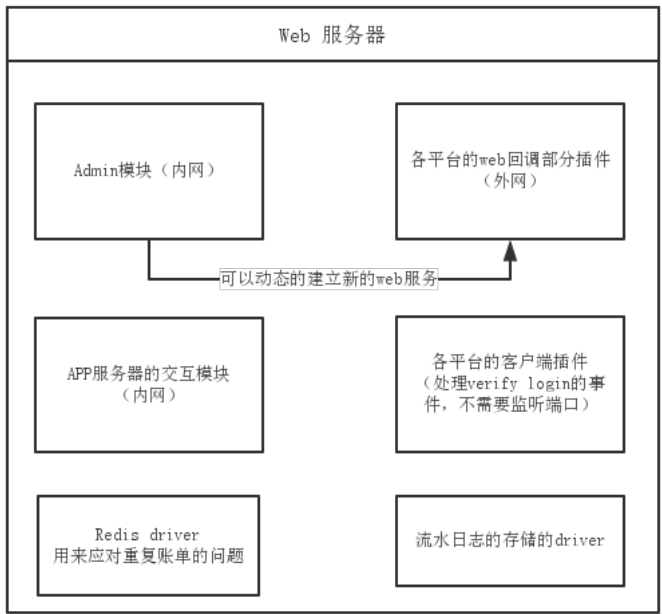 Web 服务器
Admin模块（内网）
各平台的web回调部分插件
（外网）
可以动态的建立新的web服务
APP服务器的交互模块
（内网）
各平台的客户端插件
（处理verify login的事
件，不需要监听端口）
Redis driver
用来应对重复账单的问题
流水日志的存储的driver